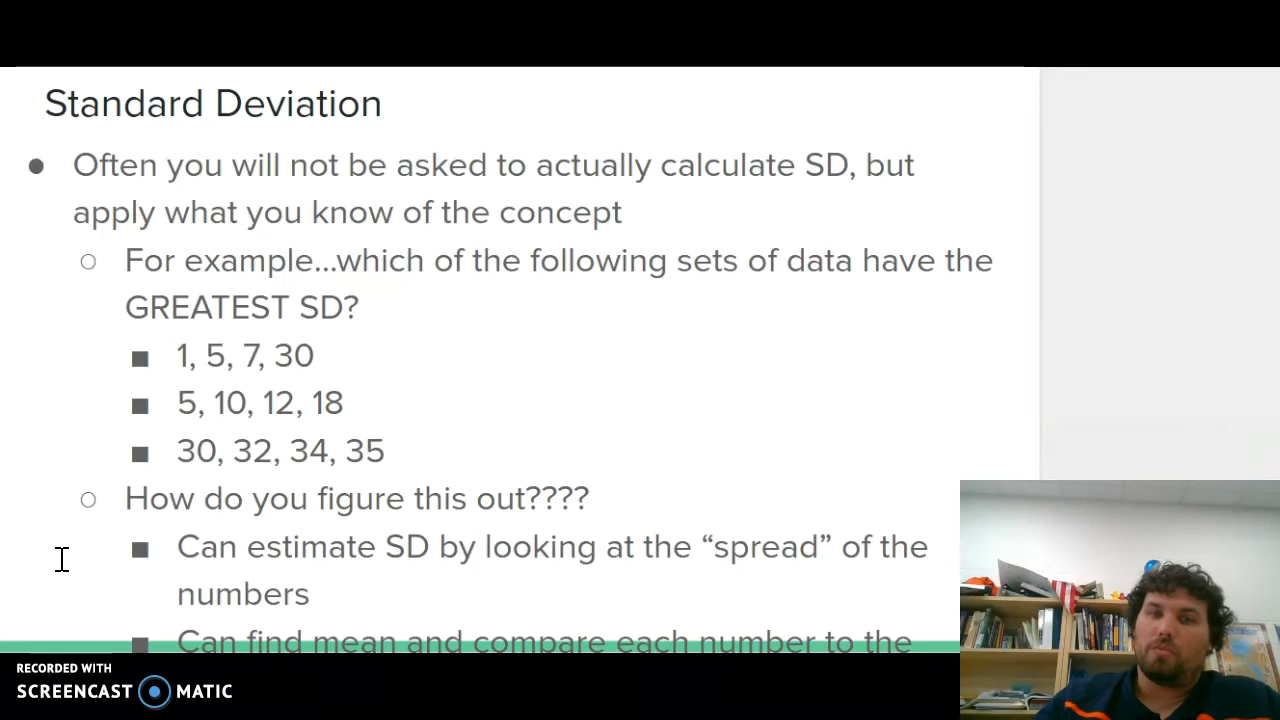 Standard Deviation
● Often you will not be asked to actually calculate SD, but
apply what you know of the concept
○ For example...which of the following sets of data have the
GREATEST SD?
■ 1, 5, 7, 30
■ 5, 10, 12, 18
■ 30, 32, 34, 35
○ How do you figure this out????
■ Can estimate SD by looking at the “spread” of the
numbers
■ Can find mean and compare each number to the
RECORDED WITH
SCREENCAST MATIC